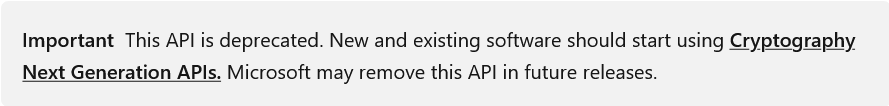 Important This API is deprecated. New and existing software should start using Cryptography
Next Generation APIs. Microsoft may remove this API in future releases.